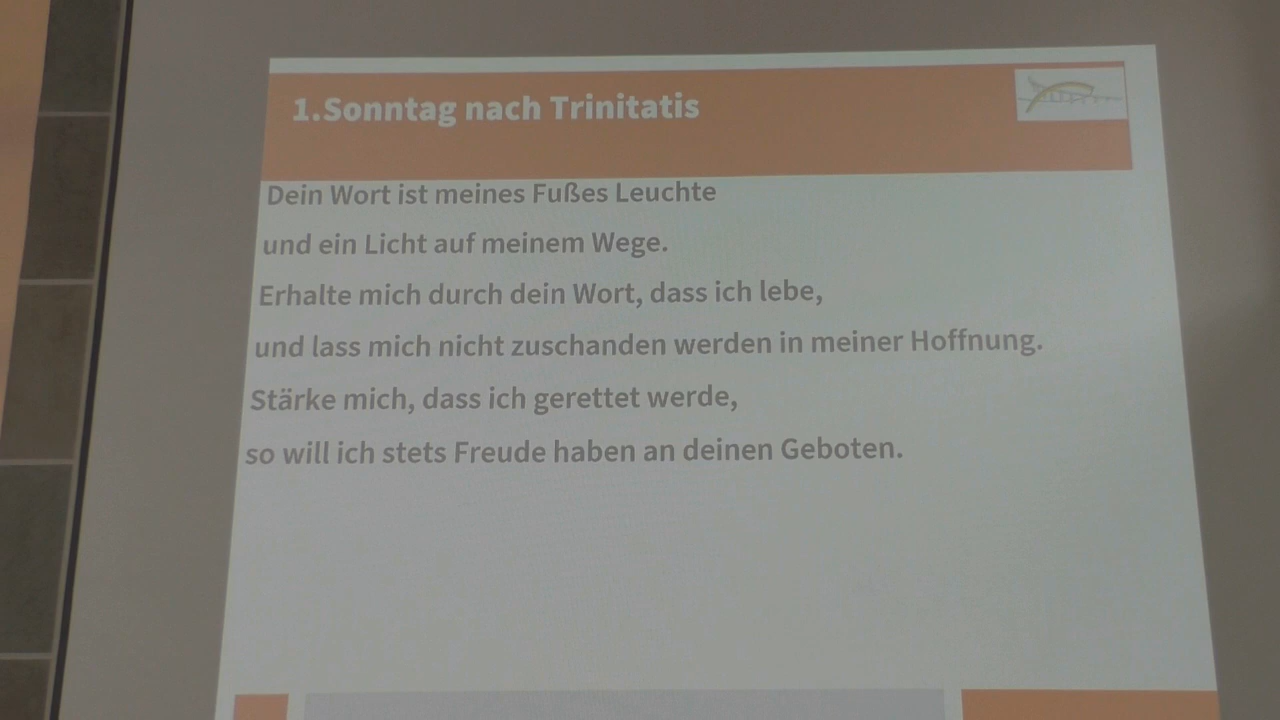 1.Sonntag nach Trinitatis
Dein Wort ist meines Fußes Leuchte
und ein Licht auf meinem Wege.
Erhalte mich durch dein Wort, dass ich lebe,
und lass mich nicht zuschanden werden in meiner Hoffnung.
Stärke mich, dass ich gerettet werde,
so will ich stets Freude haben an deinen Geboten.